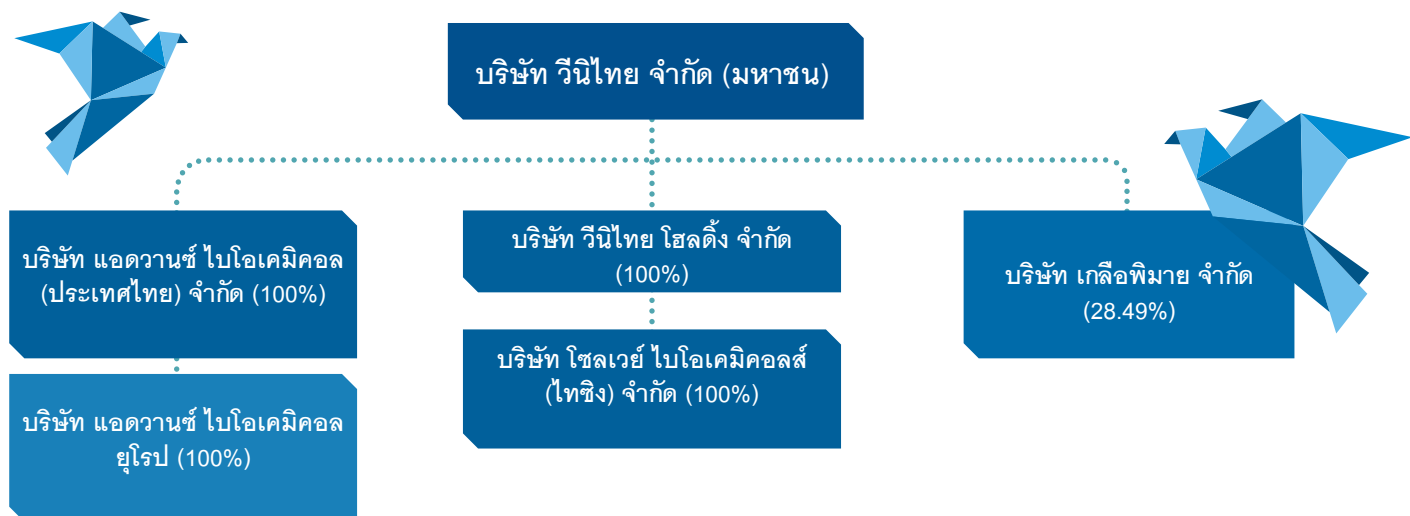 บริษัท วีนิไทย จำกัด (มหาชน)
บริษัท แอดวานซ์ ไบโอเคมิคอล
(ประเทศไทย) จำกัด (100%)
บริษัท แอดวานซ์ ไบโอเคมิคอล
ยุโรป (100%)
บริษัท วีนิไทย โฮลดิ้ง จำกัด
(100%)
บริษัท โซลเวย์ ไบโอเคมิคอลส์
(ไทซิง) จำกัด (100%)
บริษัท เกลือพิมาย จำกัด
(28.49%)